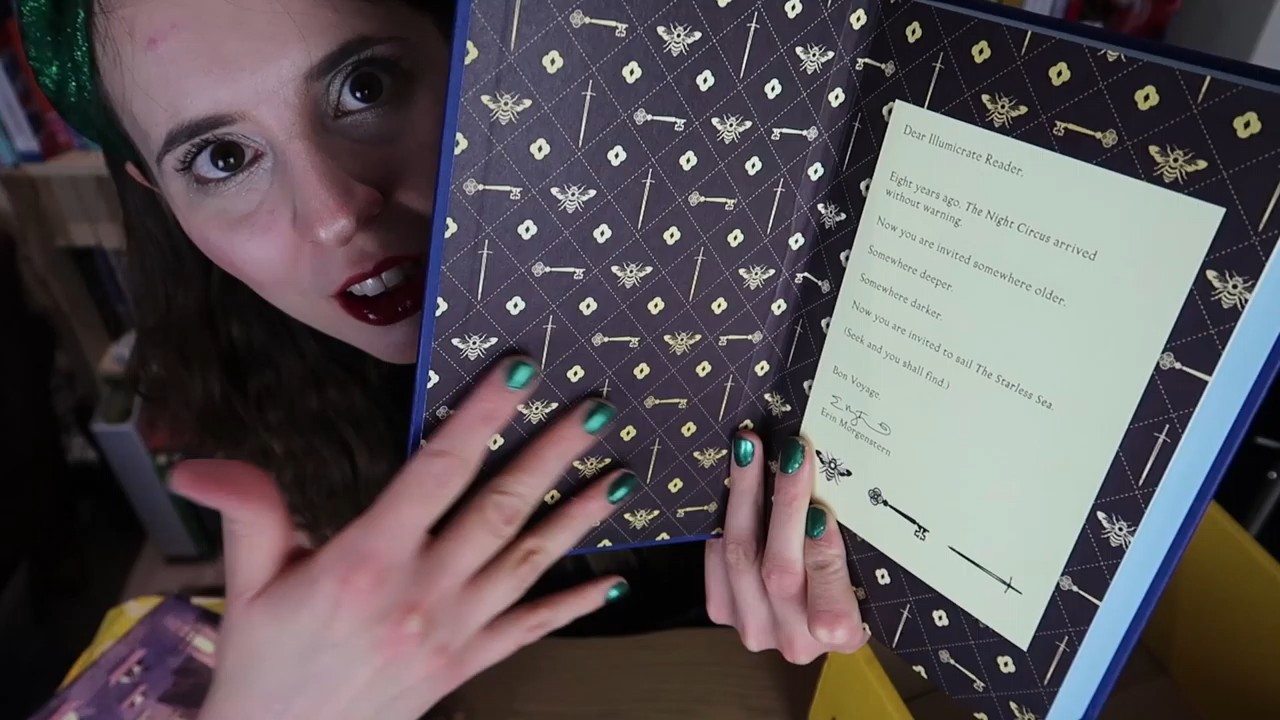 Dear Illumicrate Reader.
Eight years ago. The Night Circus arrived
without warning.
Now you are invited somewhere older.
Somewhere deeper.
Somewhere darker.
Now you are invited to sail The Starless Sea.
(Seek and you shall find.)
Bon Voyage.
Erin Morgenstern